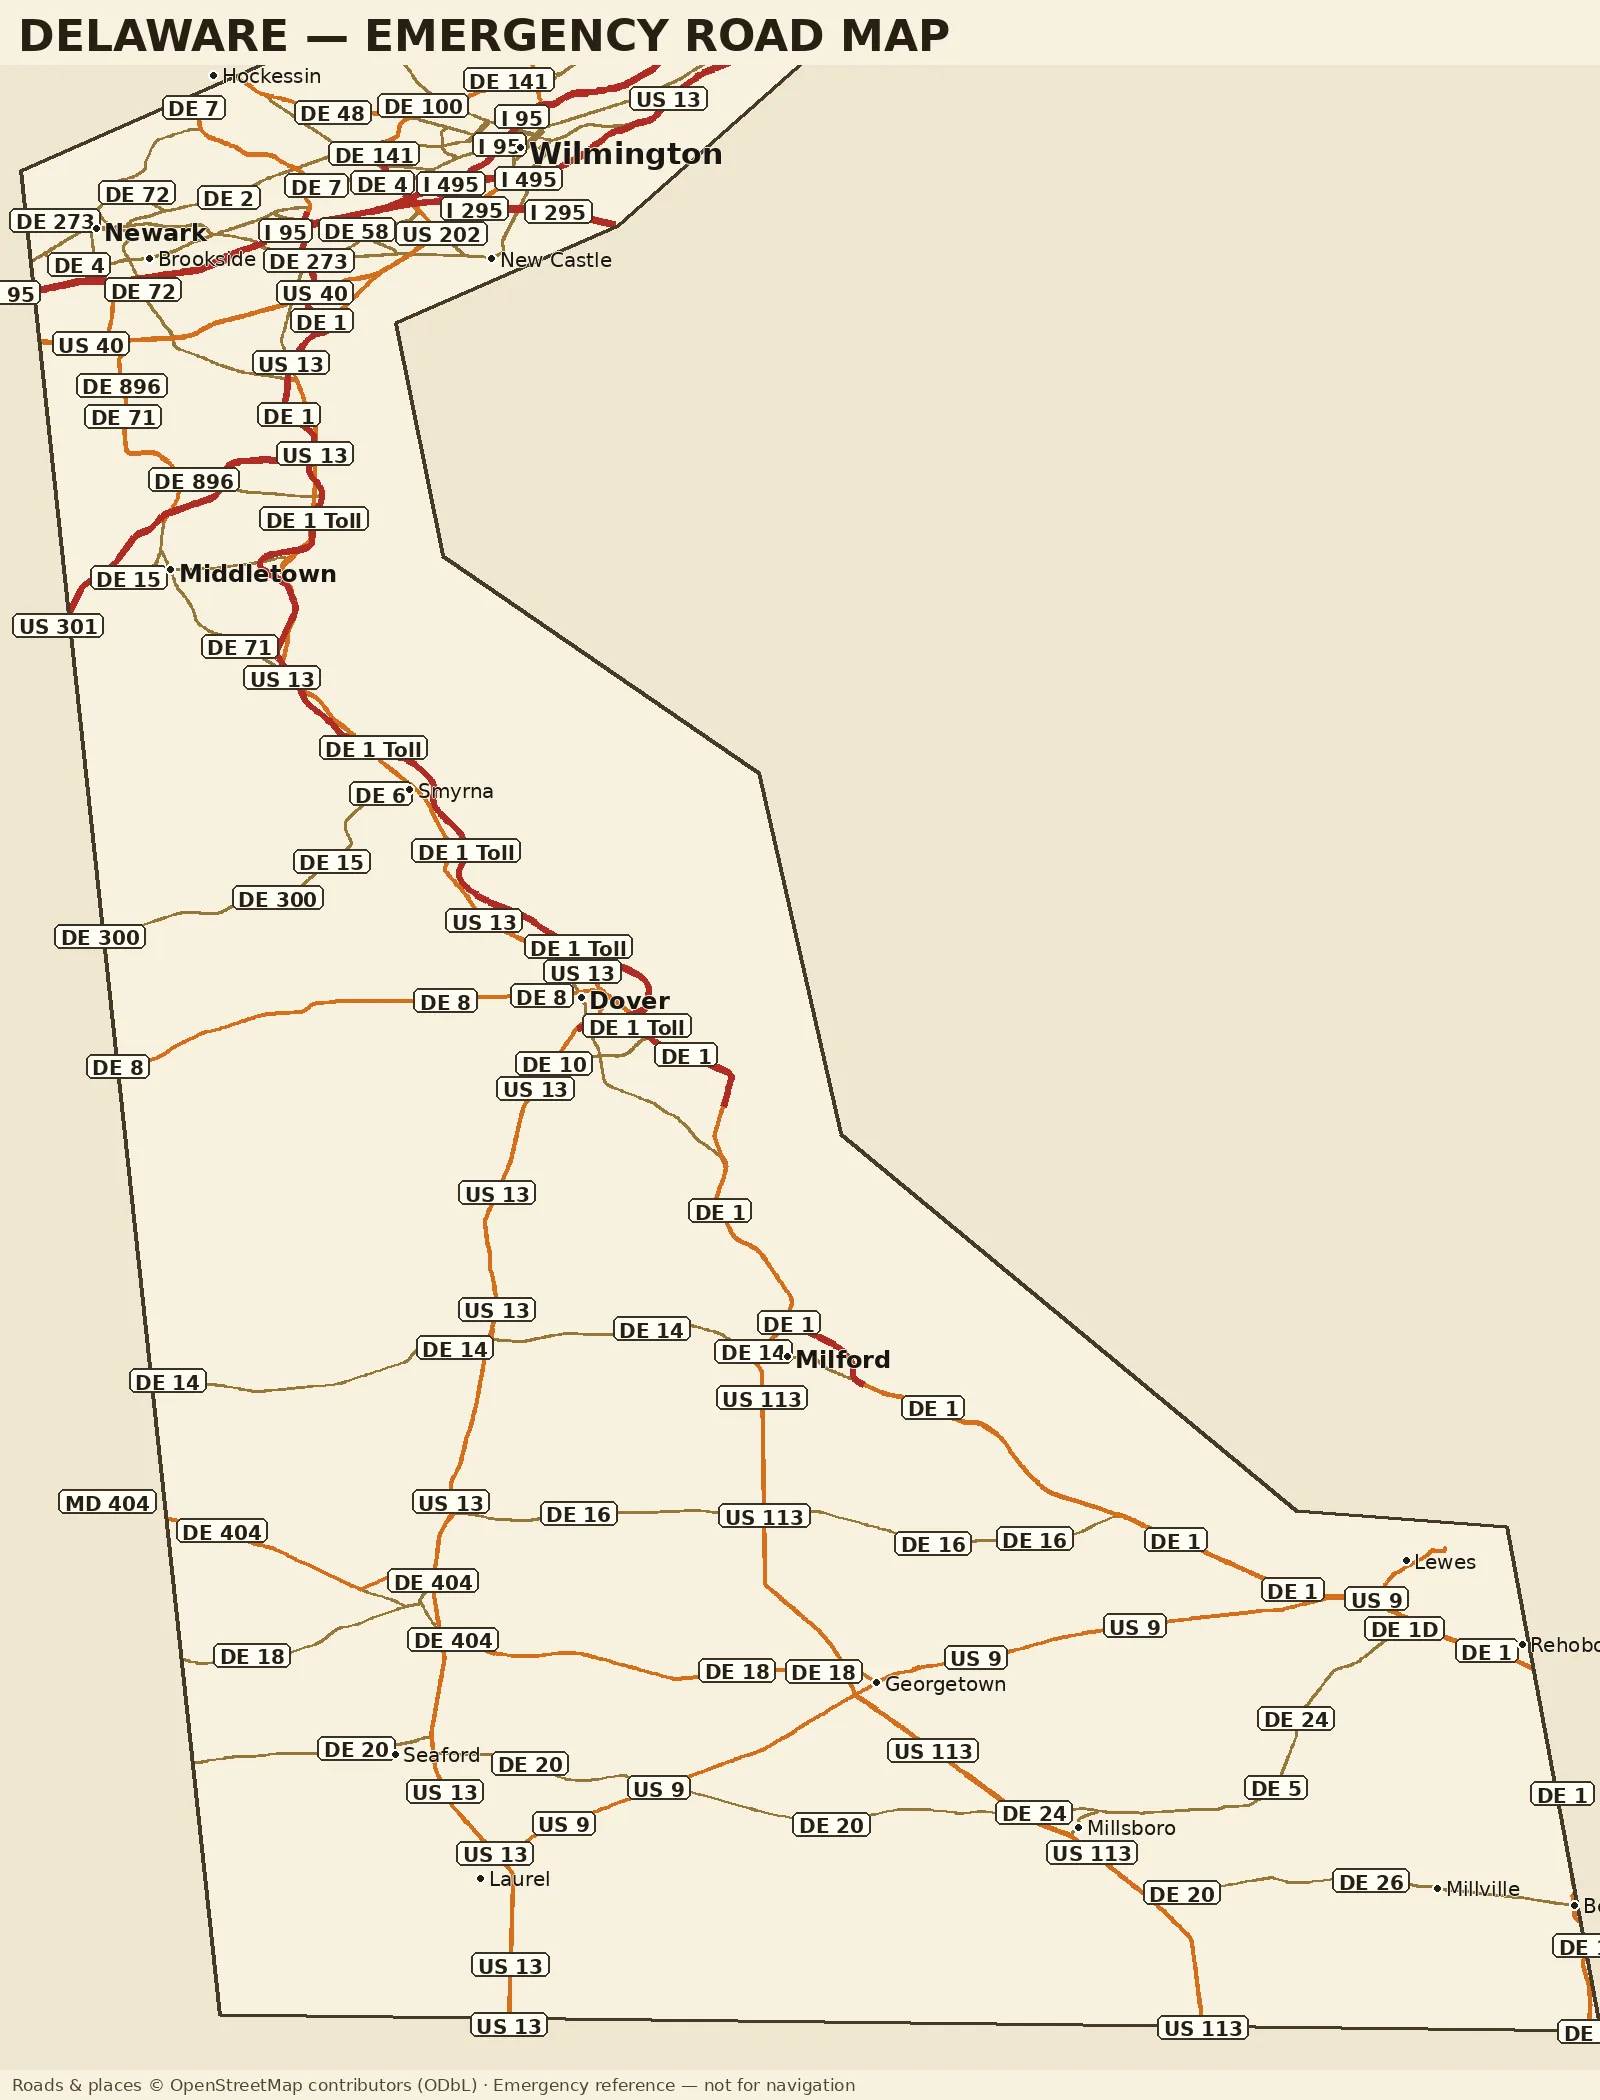 DELAWARE — EMERGENCY ROAD MAP
Hockessin
DE 141
DE 7
DE 48
DE 100
US 13
I 95
I 95
Wilmington
DE 141
DE 72
DE 2
DE 7
DE 4
I 495
I 495
DE 273
Newark
I 295
I 295
I 95
DE 58
US 202
DE 4
Brookside
DE 273
New Castle
95
DE 72
US 40
DE 1
US 40
US 13
DE 896
DE 71
DE 1
US 13
DE 896
DE 1 Toll
DE 15
Middletown
US 301
DE 71
US 13
DE 1 Toll
DE 6
Smyrna
DE 1 Toll
DE 15
DE 300
US 13
DE 300
DE 1 Toll
US 13
DE 8
DE 8
Dover
DE 1 Toll
DE 8
DE 10
DE 1
US 13
US 13
DE 1
US 13
DE 1
DE 14
DE 14
DE 14
Milford
DE 14
US 113
DE 1
MD 404
US 13
DE 16
US 113
DE 404
DE 16
DE 16
DE 1
Lewes
DE 404
DE 1
US 9
US 9
DE 1D
DE 404
DE 18
US 9
DE 1
Rehobo
DE 18
DE 18
Georgetown
DE 24
DE 20
Seaford
DE 20
US 113
US 13
US 9
DE 5
DE 1
US 9
DE 20
DE 24
Millsboro
US 13
US 113
Laurel
DE 20
DE 26
Millville
Be
DE 1
US 13
US 13
US 113
DE
Roads & places © OpenStreetMap contributors (ODbL) · Emergency reference — not for navigation